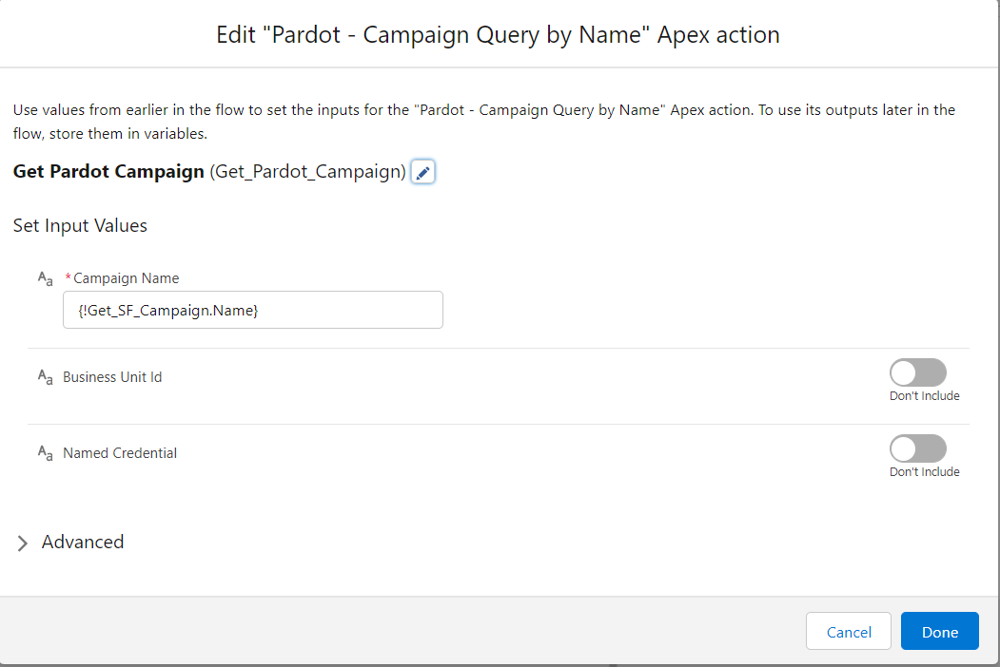 Edit "Pardot - Campaign Query by Name" Apex action
Use values from earlier in the flow to set the inputs for the "Pardot - Campaign Query by Name" Apex action. To use its outputs later in the
flow, store them in variables.
Get Pardot Campaign (Get_Pardot_Campaign)
Set Input Values
Aa *Campaign Name
{!Get_SF_Campaign.Name}
Aa Business Unit Id
Don't Include
Aa Named Credential
Don't Include
Advanced
Cancel Done